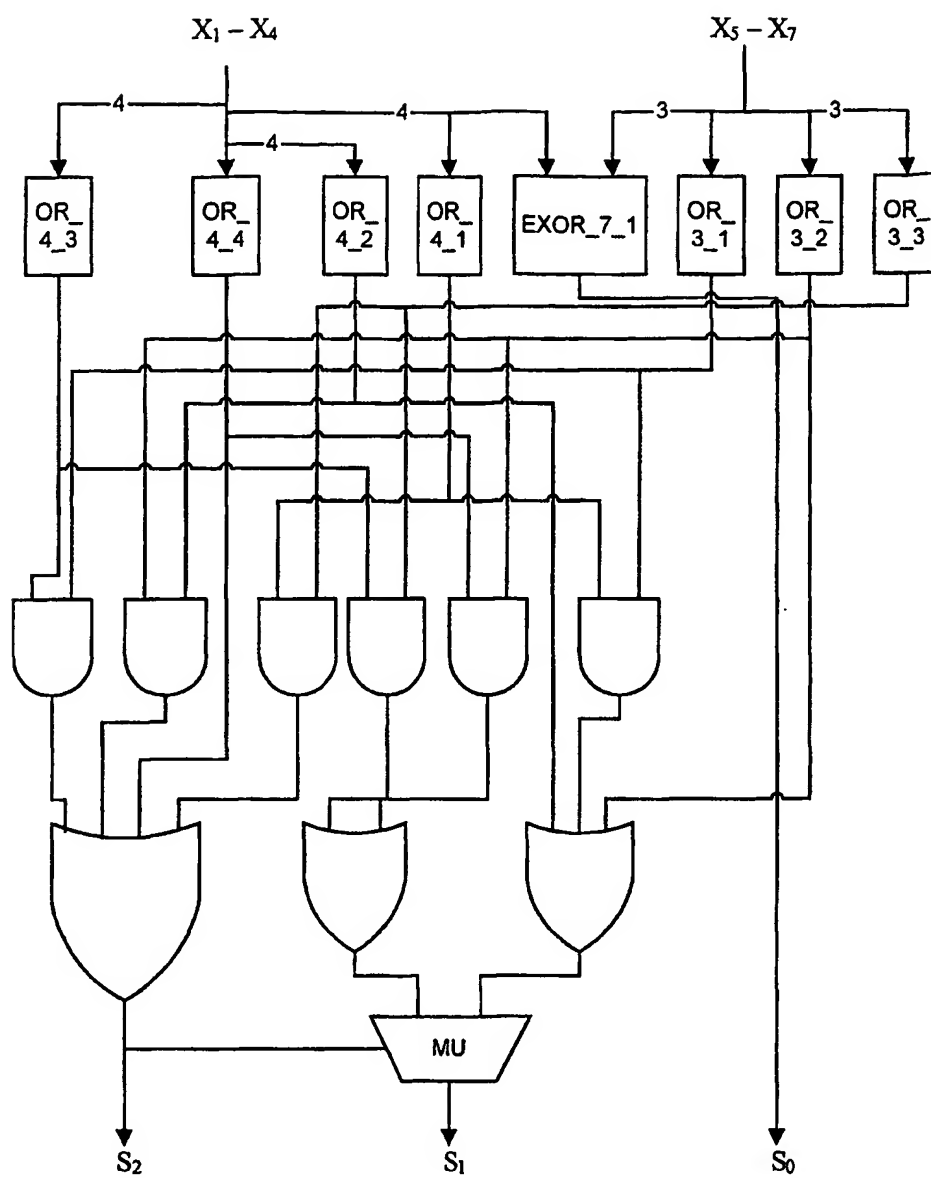 X₁ – X₄
X₅ – X₇
4
4
4
3
3
OR_
4_3
OR_
4_4
OR_
4_2
OR_
4_1
EXOR_7_1
OR_
3_1
OR_
3_2
OR_
3_3
MU
S₂
S₁
S₀